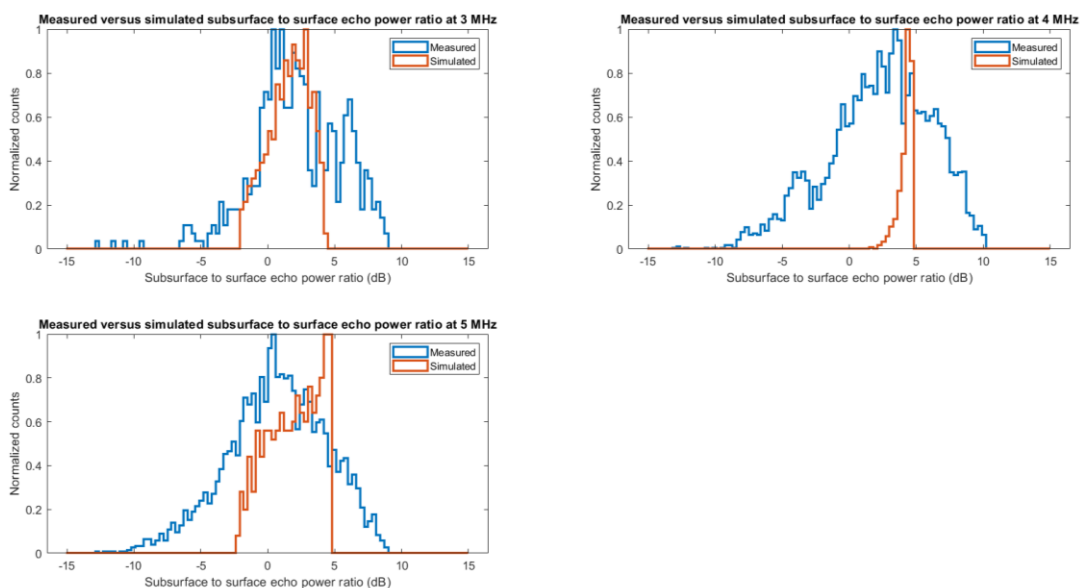 Measured versus simulated subsurface to surface echo power ratio at 3 MHz
1
0.8
0.6
0.4
0.2
0
Normalized counts
Measured
Simulated
-15 -10 -5 0 5 10 15
Subsurface to surface echo power ratio (dB)
Measured versus simulated subsurface to surface echo power ratio at 4 MHz
1
0.8
0.6
0.4
0.2
0
Normalized counts
Measured
Simulated
-15 -10 -5 0 5 10 15
Subsurface to surface echo power ratio (dB)
Measured versus simulated subsurface to surface echo power ratio at 5 MHz
1
0.8
0.6
0.4
0.2
0
Normalized counts
Measured
Simulated
-15 -10 -5 0 5 10 15
Subsurface to surface echo power ratio (dB)